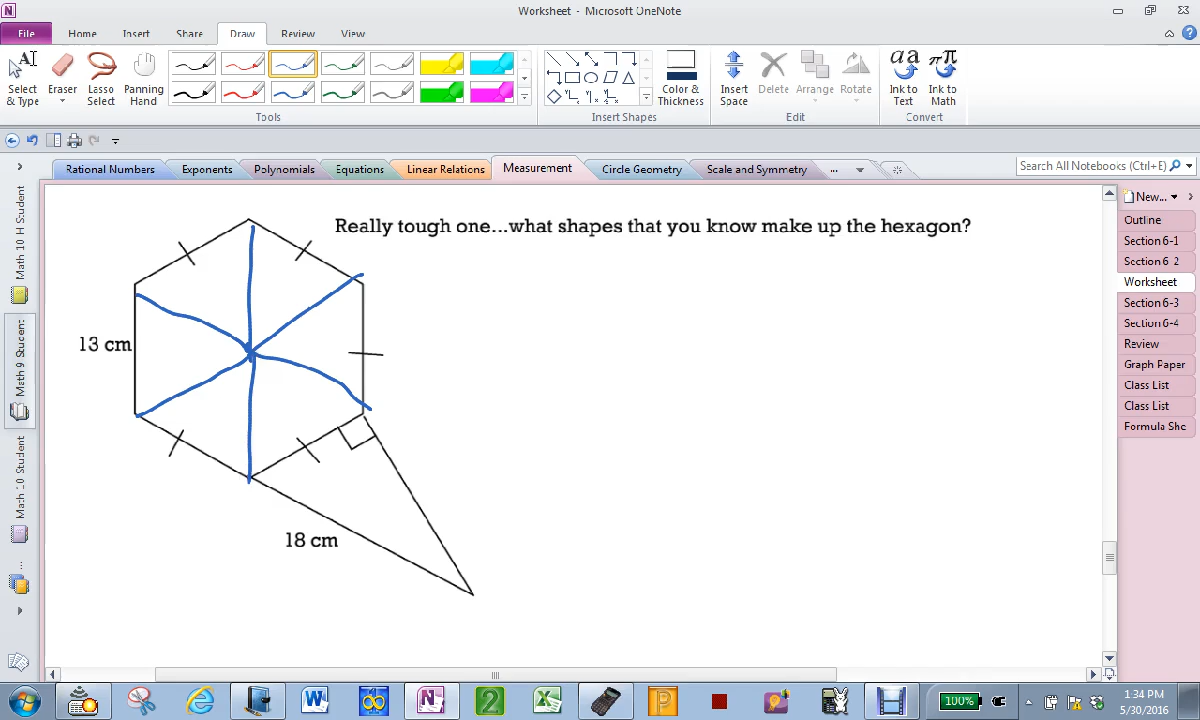 Worksheet - Microsoft OneNote
File Home Insert Share Draw Review View
Select & Type
Eraser
Lasso Select
Panning Hand
Color & Thickness
Insert Space
Delete
Arrange
Rotate
Ink to Text
Ink to Math
Tools Insert Shapes Edit Convert
Rational Numbers Exponents Polynomials Equations Linear Relations Measurement Circle Geometry Scale and Symmetry ...
Search All Notebooks (Ctrl+E)
Math 10 H Student
Math 9 Student
Math 10 Student
Really tough one...what shapes that you know make up the hexagon?
13 cm
18 cm
New...
Outline
Section 6-1
Section 6-2
Worksheet
Section 6-3
Section 6-4
Review
Graph Paper
Class List
Class List
Formula She
100%
1:34 PM
5/30/2016